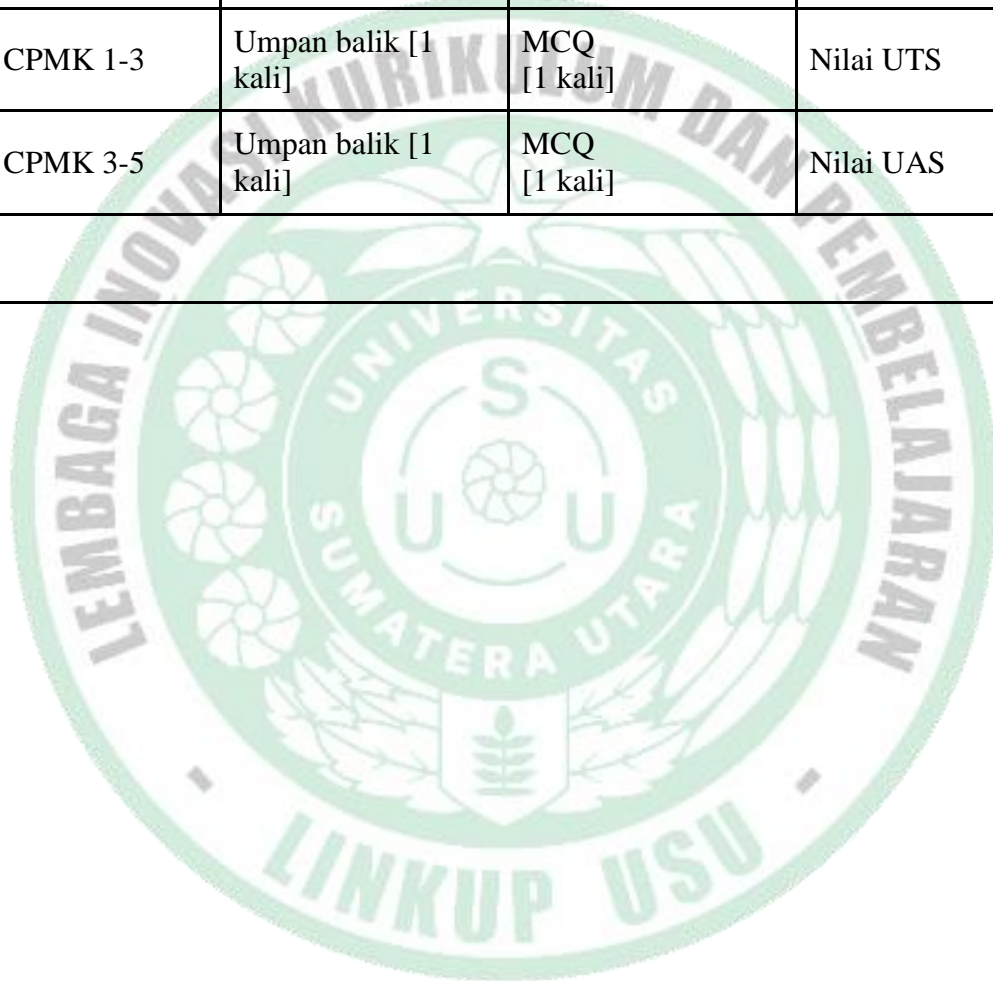 CPMK 1-3
Umpan balik [1
kali]
MCQ
[1 kali]
Nilai UTS
CPMK 3-5
Umpan balik [1
kali]
MCQ
[1 kali]
Nilai UAS
LEMBAGA INOVASI KURIKULUM DAN PEMBELAJARAN
UNIVERSITAS
SUMATERA UTARA
S
U U
- LINKUP USU -